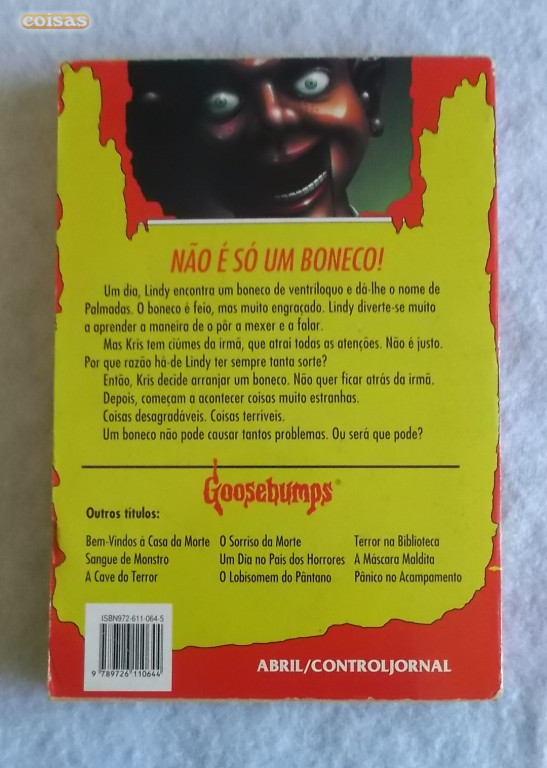 coisas
NÃO É SÓ UM BONECO!
Um dia, Lindy encontra um boneco de ventríloquo e dá-lhe o nome de
Palmadas. O boneco é feio, mas muito engraçado. Lindy diverte-se muito
a aprender a maneira de o pôr a mexer e a falar.
Mas Kris tem ciúmes da irmã, que atrai todas as atenções. Não é justo.
Por que razão há-de Lindy ter sempre tanta sorte?
Então, Kris decide arranjar um boneco. Não quer ficar atrás da irmã.
Depois, começam a acontecer coisas muito estranhas.
Coisas desagradáveis. Coisas terríveis.
Um boneco não pode causar tantos problemas. Ou será que pode?
Goosebumps®
Outros títulos:
Bem-Vindos à Casa da Morte O Sorriso da Morte Terror na Biblioteca
Sangue de Monstro Um Dia no País dos Horrores A Máscara Maldita
A Cave do Terror O Lobisomem do Pântano Pânico no Acampamento
ISBN972-611-064-5
9 789726 110644
ABRIL/CONTROLJORNAL